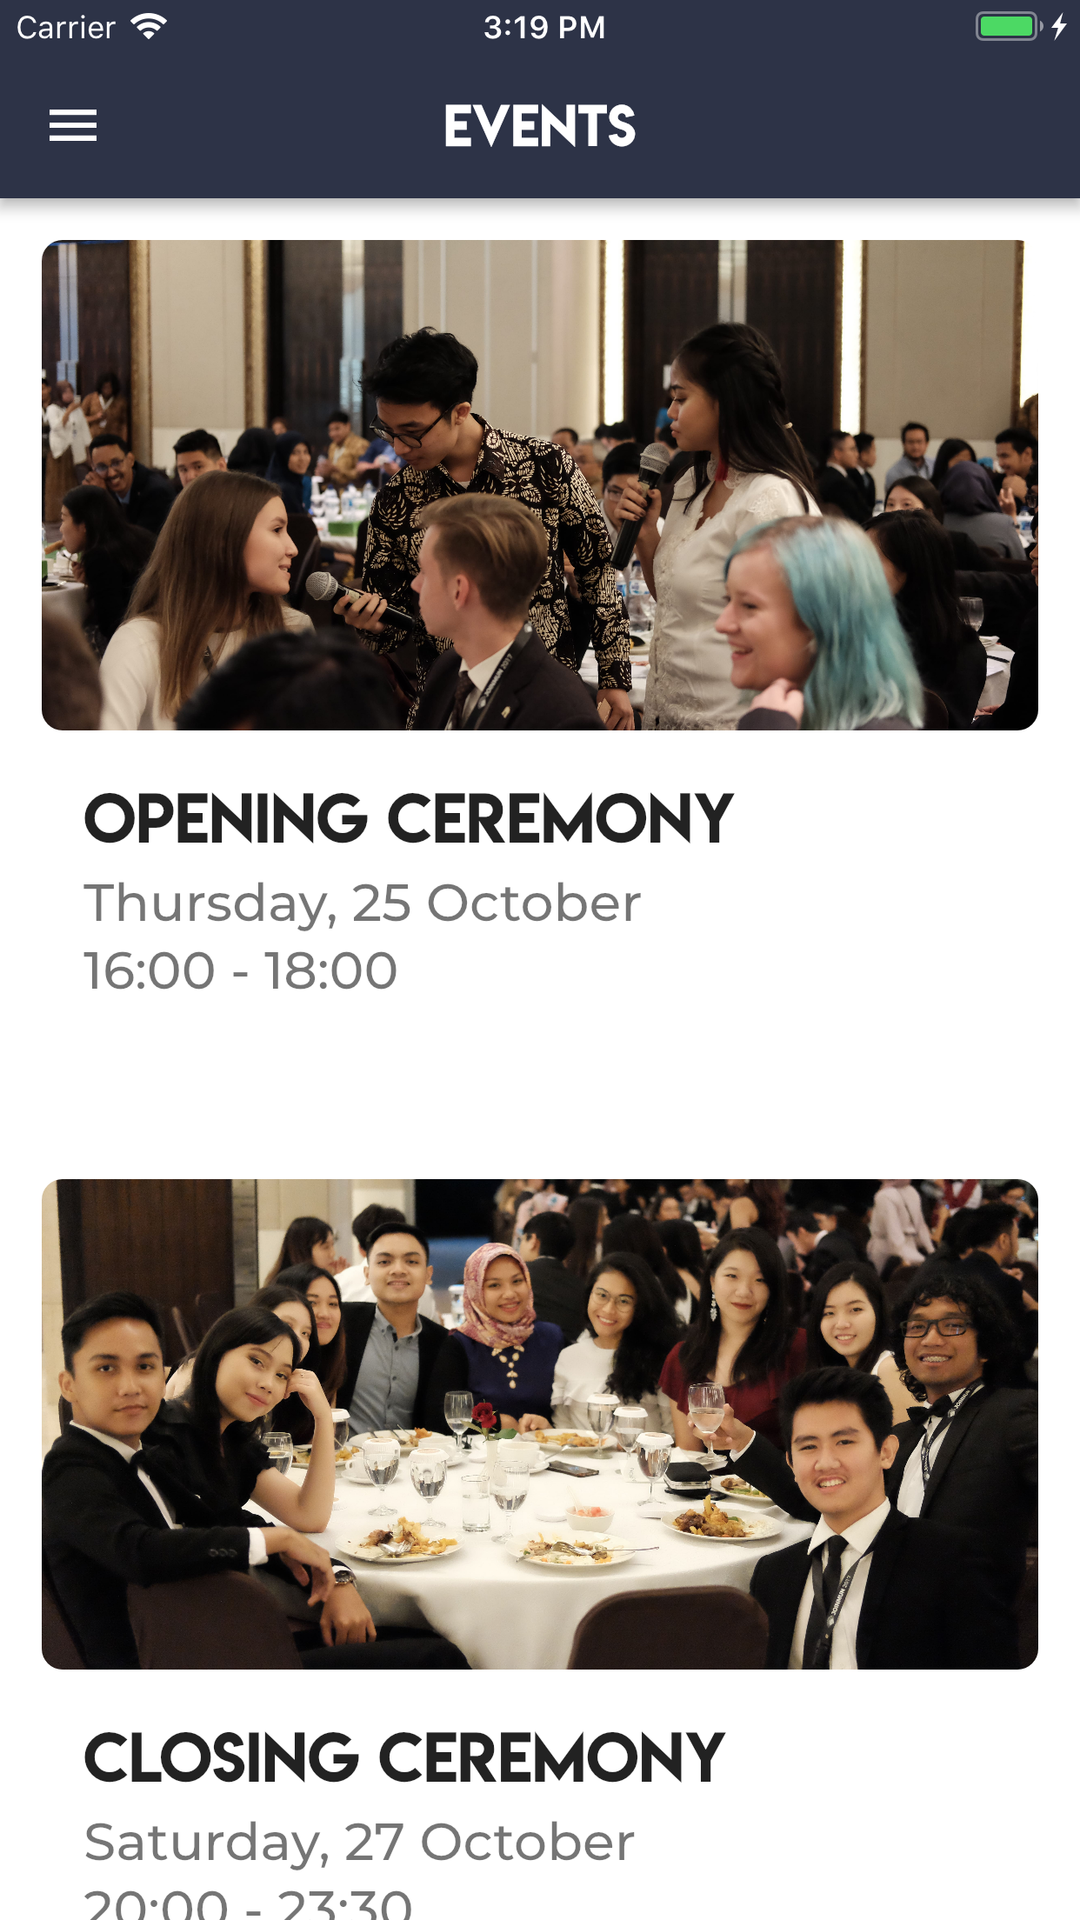 Carrier 3:19 PM
EVENTS
OPENING CEREMONY
Thursday, 25 October
16:00 - 18:00
CLOSING CEREMONY
Saturday, 27 October
20:00 - 23:30